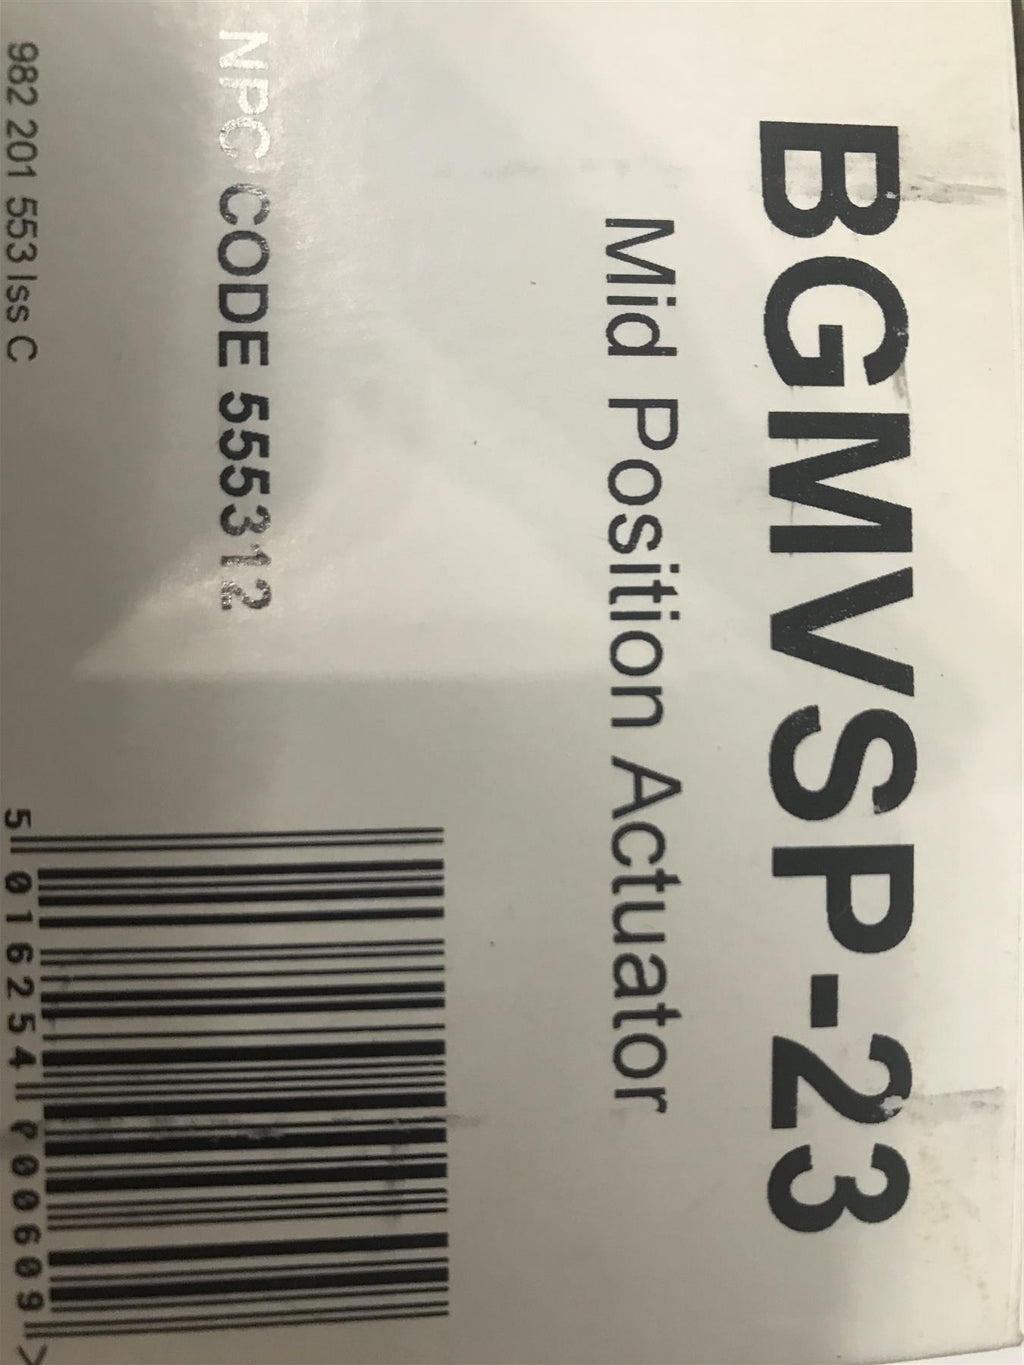 BGMVSP-23
Mid Position Actuator
NPC CODE 555312
982 201 553 Iss C
5 016254 000609 >